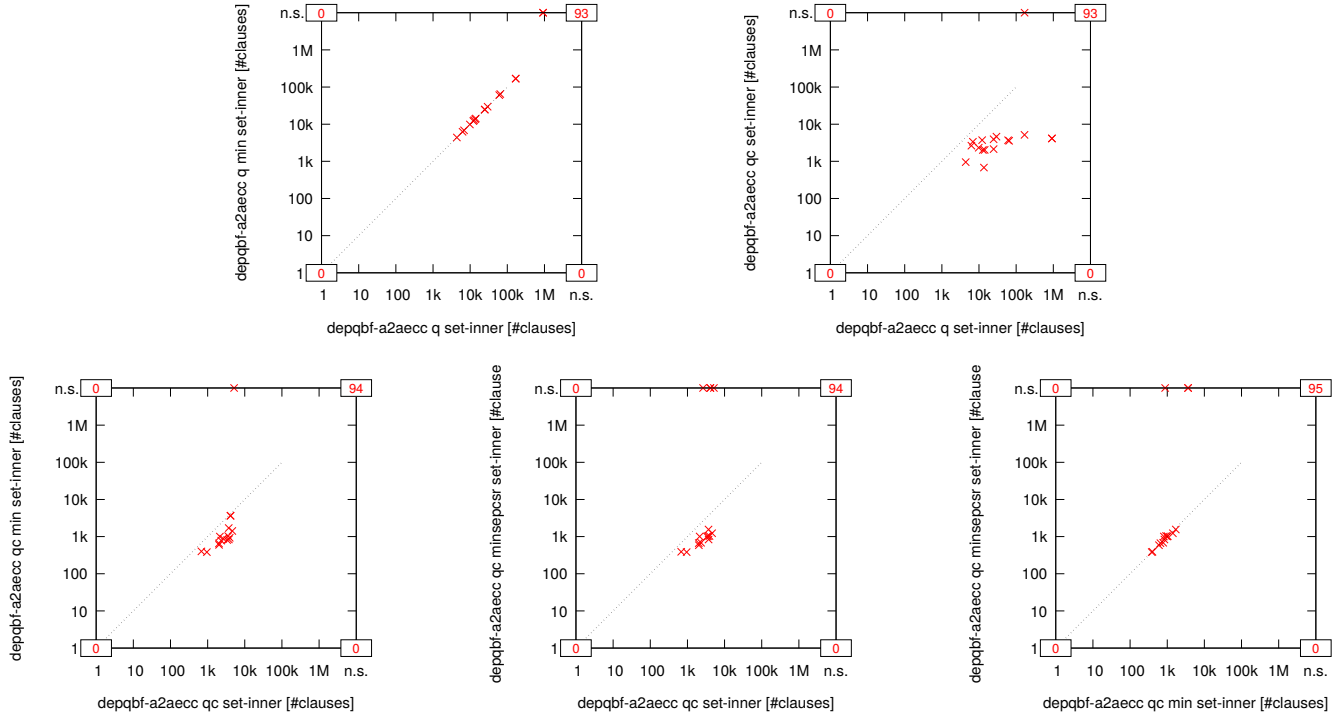 n.s.
0
93
1M
100k
10k
1k
100
10
1
0
0
1 10 100 1k 10k 100k 1M n.s.
depqbf-a2aecc q min set-inner [#clauses]
depqbf-a2aecc q set-inner [#clauses]
n.s.
0
93
1M
100k
10k
1k
100
10
1
0
0
1 10 100 1k 10k 100k 1M n.s.
depqbf-a2aecc qc set-inner [#clauses]
depqbf-a2aecc q set-inner [#clauses]
n.s.
0
94
1M
100k
10k
1k
100
10
1
0
0
1 10 100 1k 10k 100k 1M n.s.
depqbf-a2aecc qc min set-inner [#clauses]
depqbf-a2aecc qc set-inner [#clauses]
n.s.
0
94
1M
100k
10k
1k
100
10
1
0
0
1 10 100 1k 10k 100k 1M n.s.
depqbf-a2aecc qc minsepcsr set-inner [#clause
depqbf-a2aecc qc set-inner [#clauses]
n.s.
0
95
1M
100k
10k
1k
100
10
1
0
0
1 10 100 1k 10k 100k 1M n.s.
depqbf-a2aecc qc minsepcsr set-inner [#clause
depqbf-a2aecc qc min set-inner [#clauses]